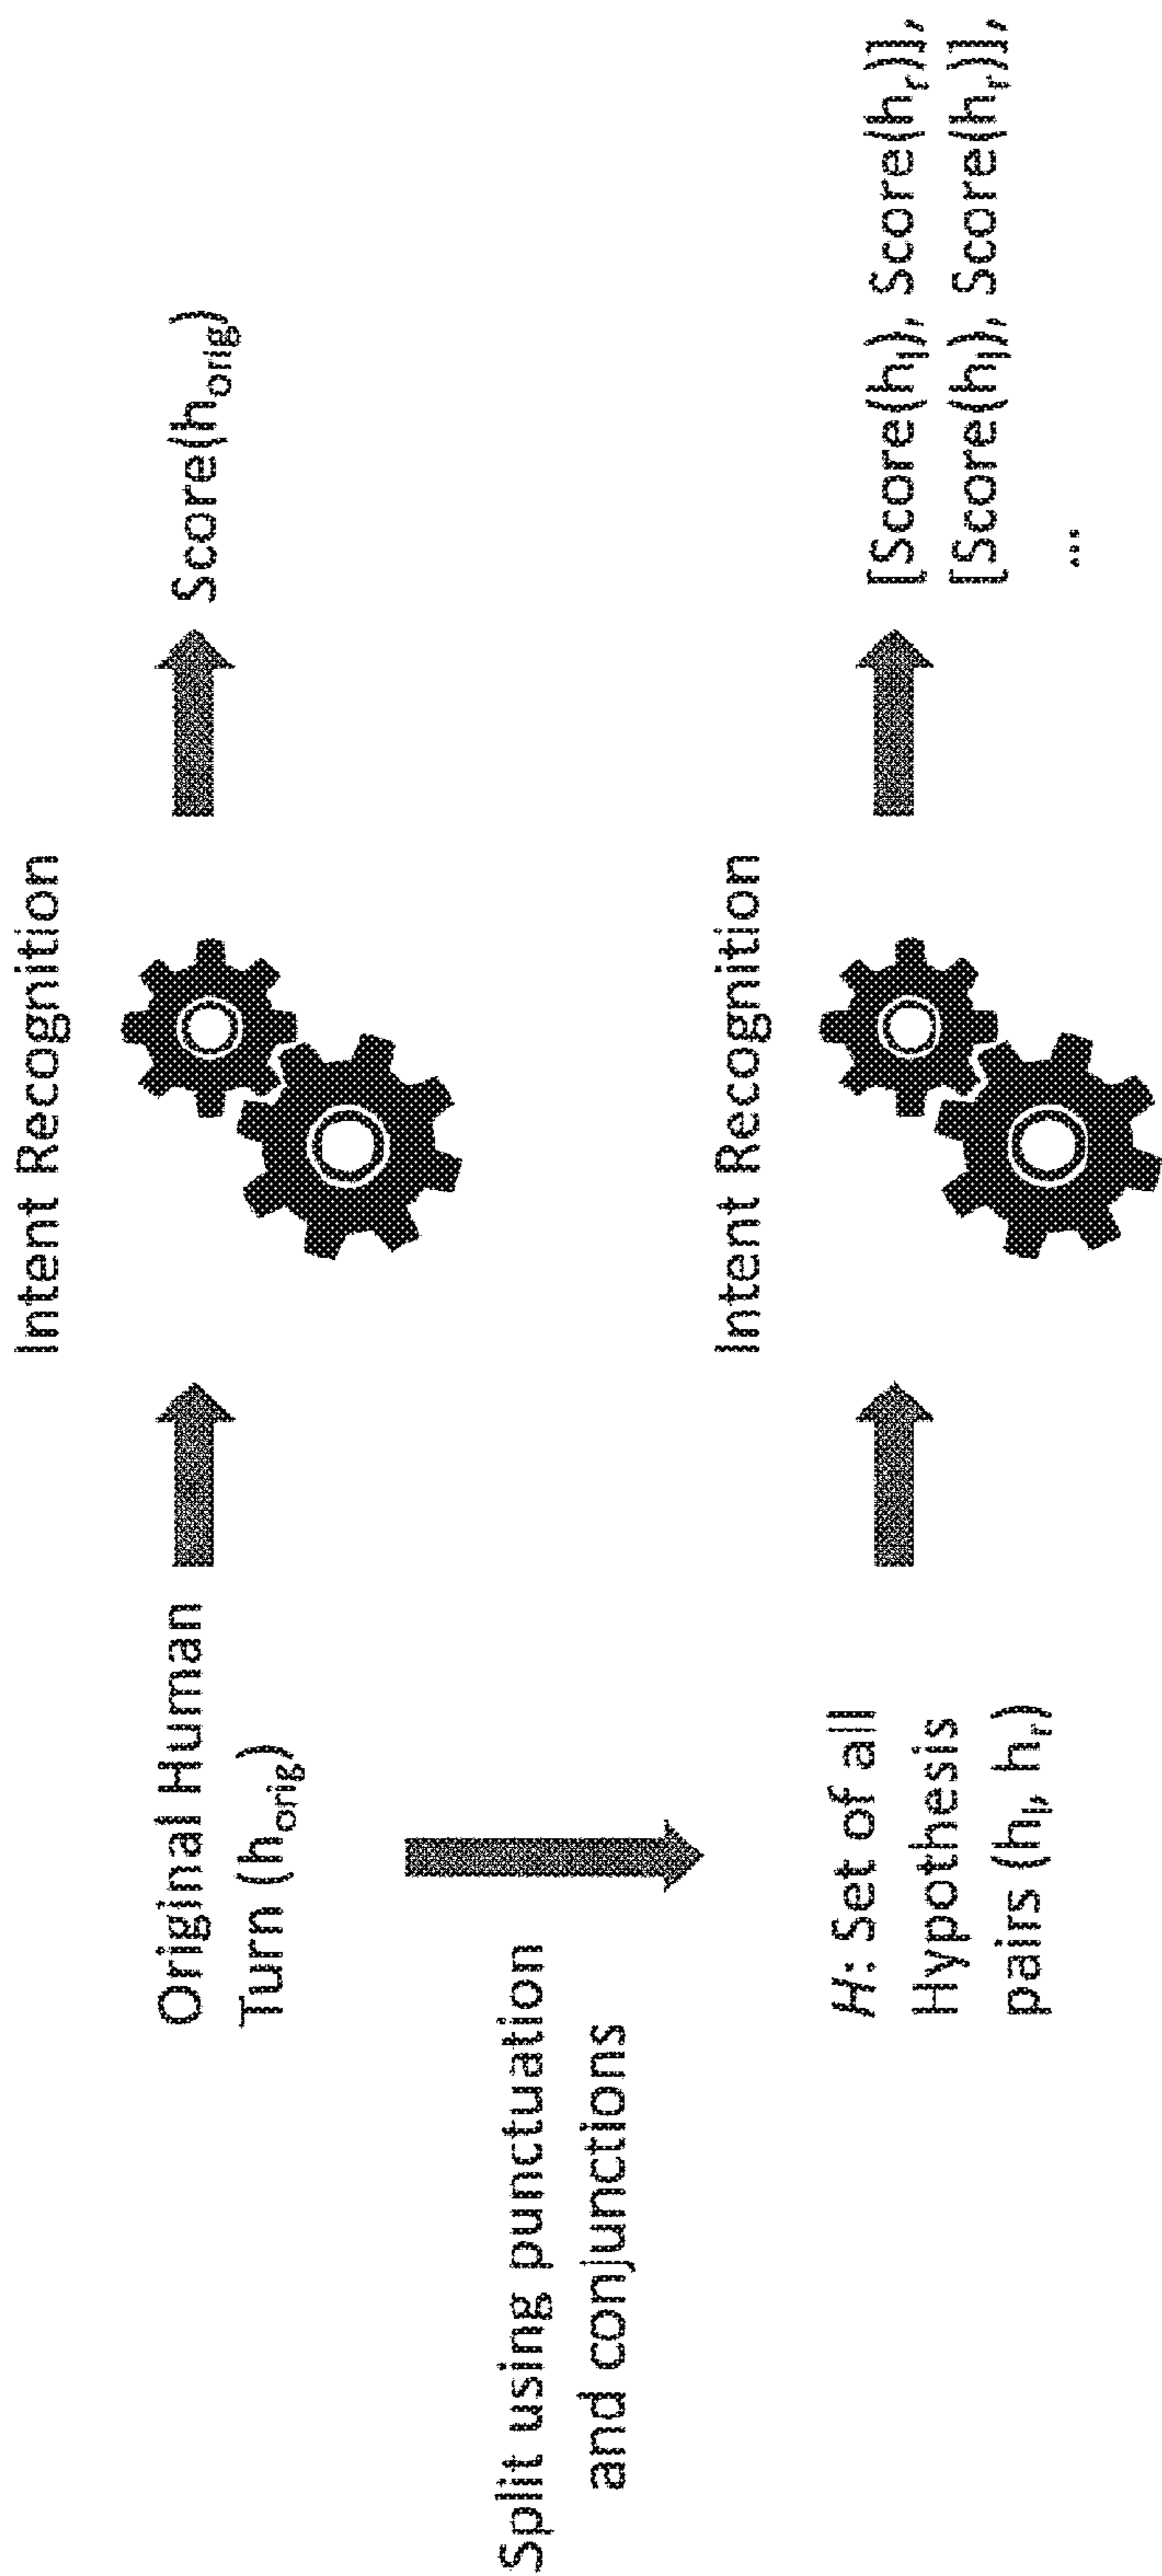 Original Human
Turn (h_orig)
Intent Recognition
Score(h_orig)
Split using punctuation
and conjunctions
H: Set of all
Hypothesis
pairs (h_l, h_r)
Intent Recognition
[Score(h_l), Score(h_r)],
[Score(h_l), Score(h_r)],
...